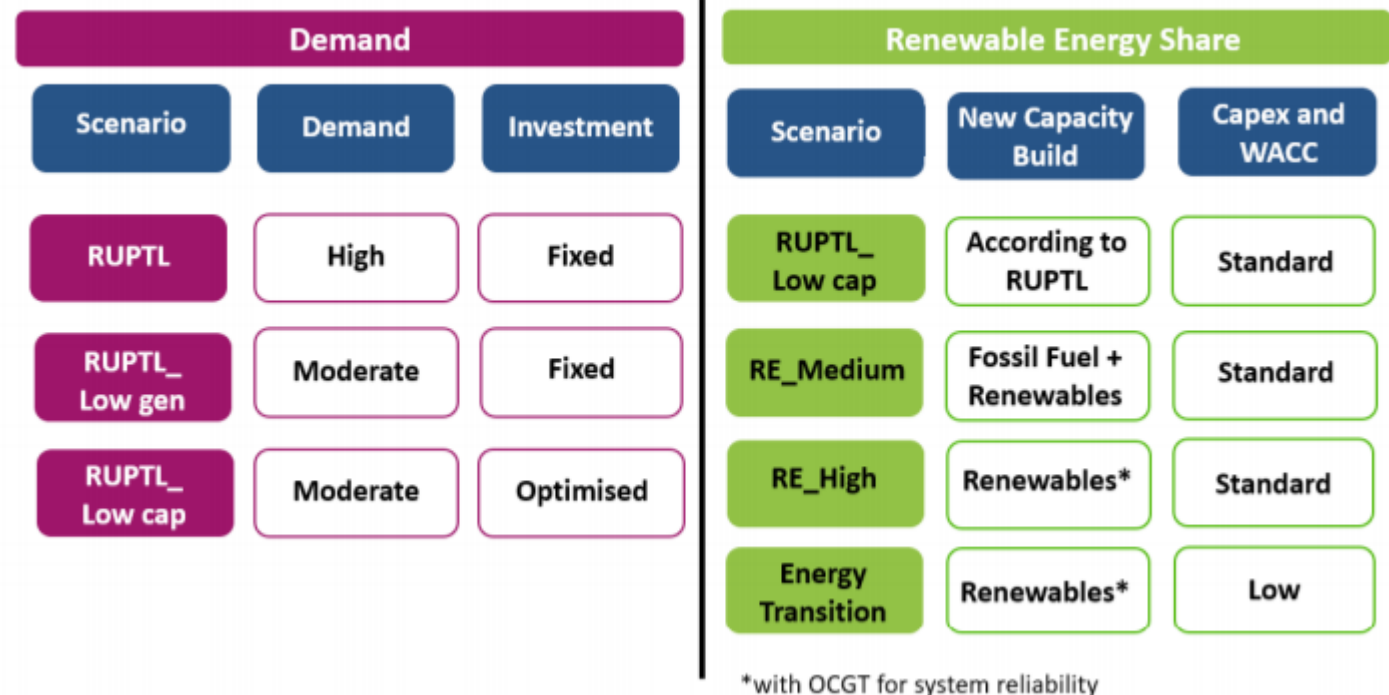 Demand
Scenario
Demand
Investment
RUPTL
High
Fixed
RUPTL_
Low gen
Moderate
Fixed
RUPTL_
Low cap
Moderate
Optimised
Renewable Energy Share
Scenario
New Capacity
Build
Capex and
WACC
RUPTL_
Low cap
According to
RUPTL
Standard
RE_Medium
Fossil Fuel +
Renewables
Standard
RE_High
Renewables*
Standard
Energy
Transition
Renewables*
Low
*with OCGT for system reliability